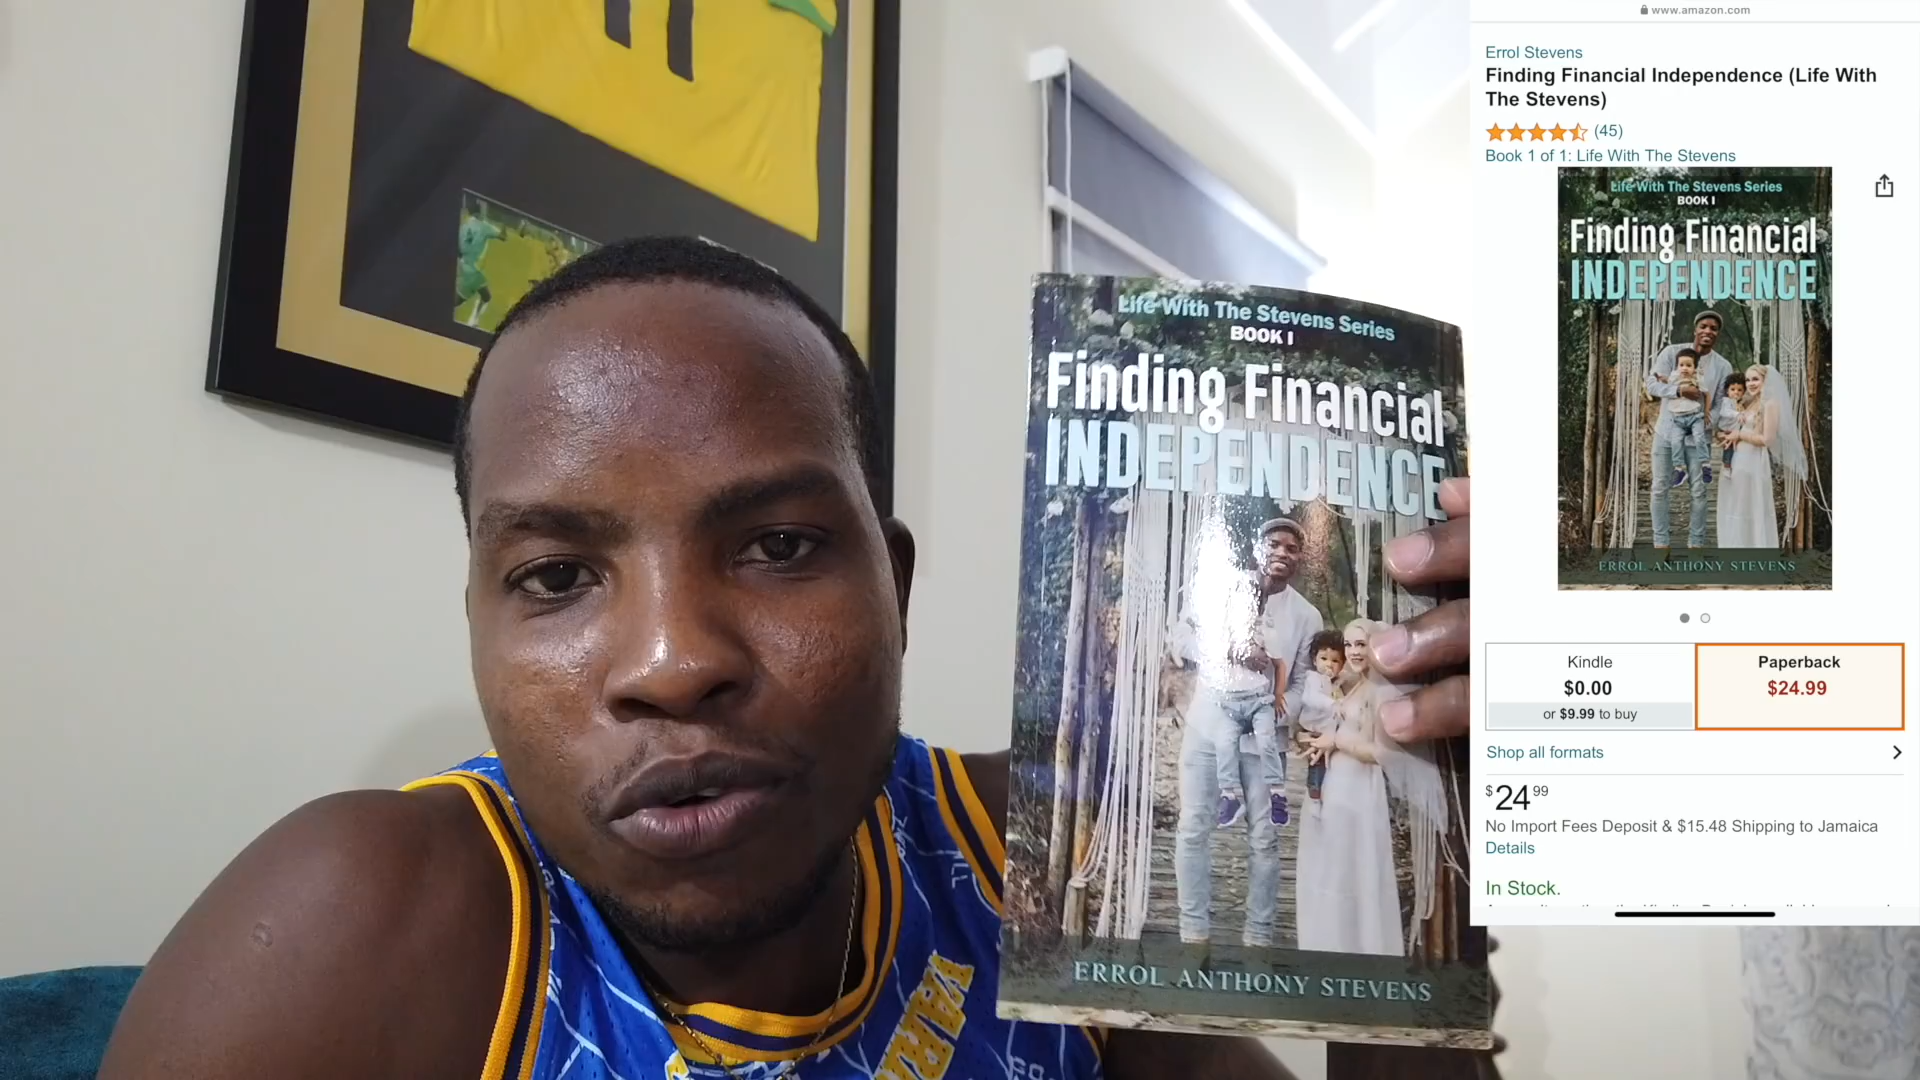 Life With The Stevens Series
BOOK I
Finding Financial
INDEPENDENCE
ERROL ANTHONY STEVENS
www.amazon.com
Errol Stevens
Finding Financial Independence (Life With
The Stevens)
(45)
Book 1 of 1: Life With The Stevens
Life With The Stevens Series
BOOK I
Finding Financial
INDEPENDENCE
ERROL ANTHONY STEVENS
Kindle
$0.00
or $9.99 to buy
Paperback
$24.99
Shop all formats
$24 99
No Import Fees Deposit & $15.48 Shipping to Jamaica
Details
In Stock.